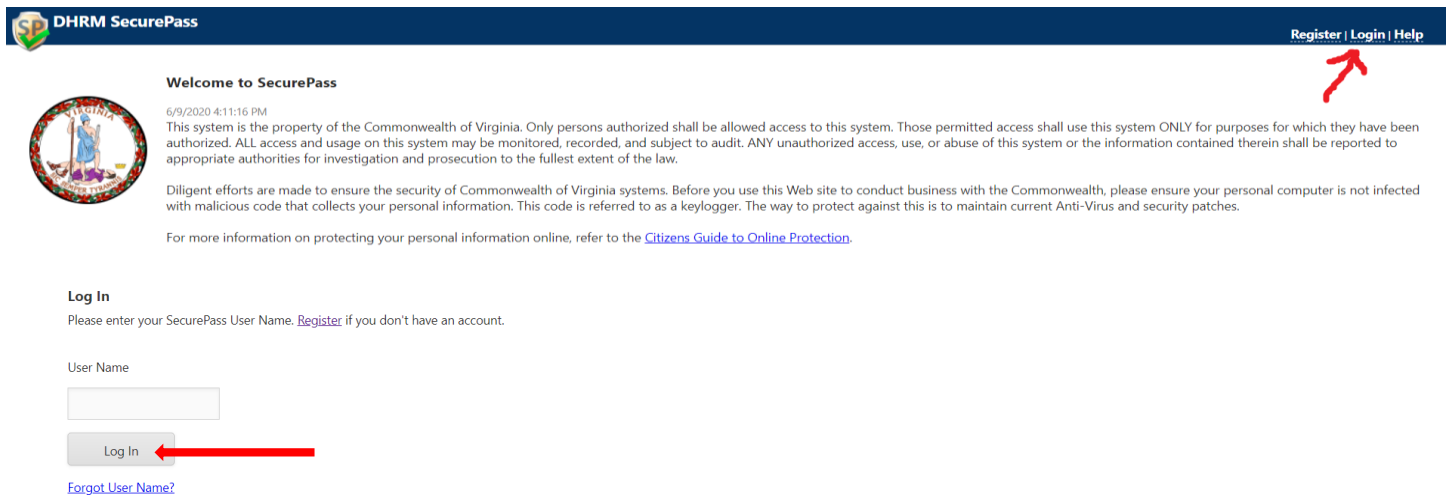 SP DHRM SecurePass
Register | Login | Help
Welcome to SecurePass
6/9/2020 4:11:16 PM
This system is the property of the Commonwealth of Virginia. Only persons authorized shall be allowed access to this system. Those permitted access shall use this system ONLY for purposes for which they have been
authorized. ALL access and usage on this system may be monitored, recorded, and subject to audit. ANY unauthorized access, use, or abuse of this system or the information contained therein shall be reported to
appropriate authorities for investigation and prosecution to the fullest extent of the law.
VIRGINIA
Diligent efforts are made to ensure the security of Commonwealth of Virginia systems. Before you use this Web site to conduct business with the Commonwealth, please ensure your personal computer is not infected
with malicious code that collects your personal information. This code is referred to as a keylogger. The way to protect against this is to maintain current Anti-Virus and security patches.
For more information on protecting your personal information online, refer to the Citizens Guide to Online Protection.
Log In
Please enter your SecurePass User Name. Register if you don't have an account.
User Name
Log In
Forgot User Name?